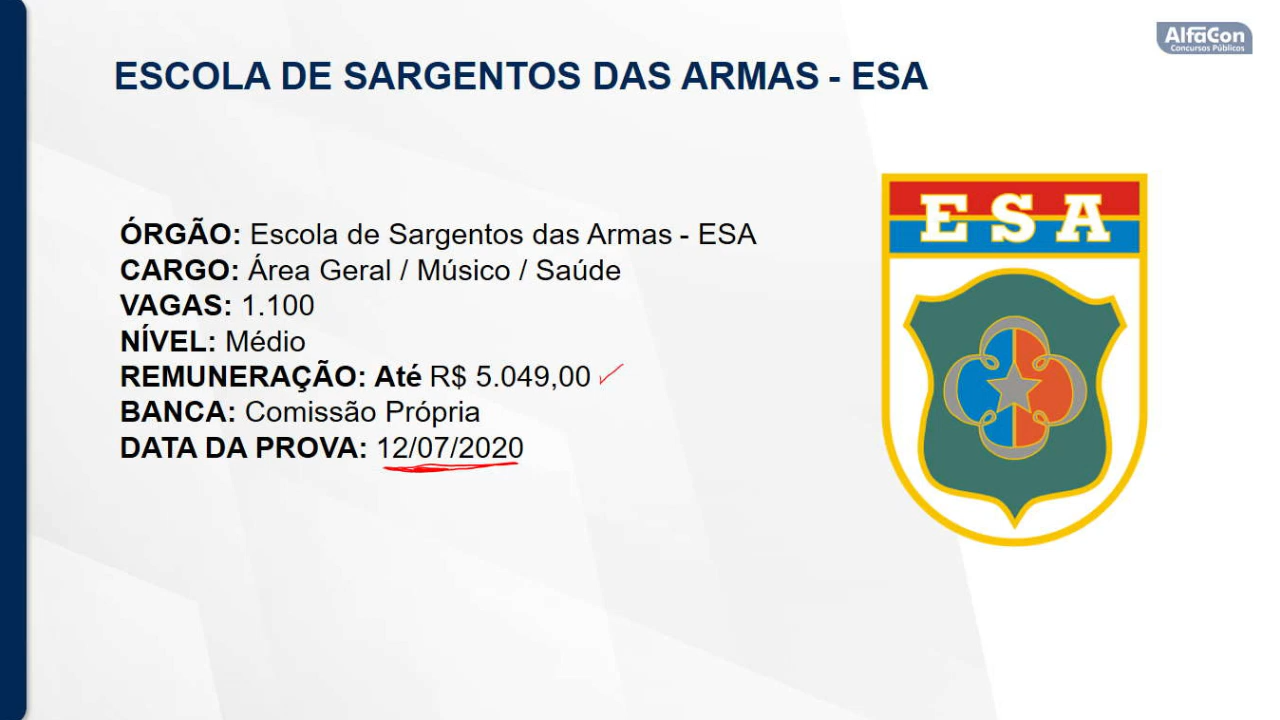 AlfaCon
Concursos Públicos
ESCOLA DE SARGENTOS DAS ARMAS - ESA
ESA
ÓRGÃO: Escola de Sargentos das Armas - ESA
CARGO: Área Geral / Músico / Saúde
VAGAS: 1.100
NÍVEL: Médio
REMUNERAÇÃO: Até R$ 5.049,00
BANCA: Comissão Própria
DATA DA PROVA: 12/07/2020